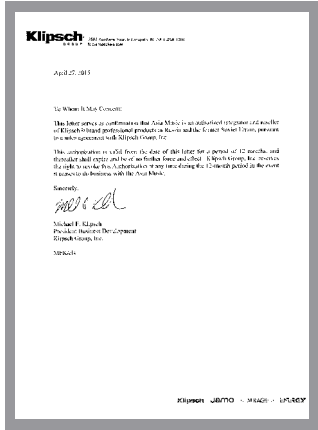 Klipsch
GROUP
April 27, 2015
To Whom It May Concern:
This letter serves as confirmation that Asia Music is an authorized integrator and reseller
of Klipsch® brand professional products in Russia and the former Soviet Union, pursuant
to a sales agreement with Klipsch Group, Inc.
This authorization is valid from the date of this letter for a period of 12 months, and
thereafter shall expire and be of no further force and effect. Klipsch Group, Inc. reserves
the right to revoke this Authorization at any time during the 12-month period in the event
it ceases to do business with the Asia Music.
Sincerely,
Michael F. Klipsch
President Business Development
Klipsch Group, Inc.
Klipsch JAMO MIRAGE ENERGY